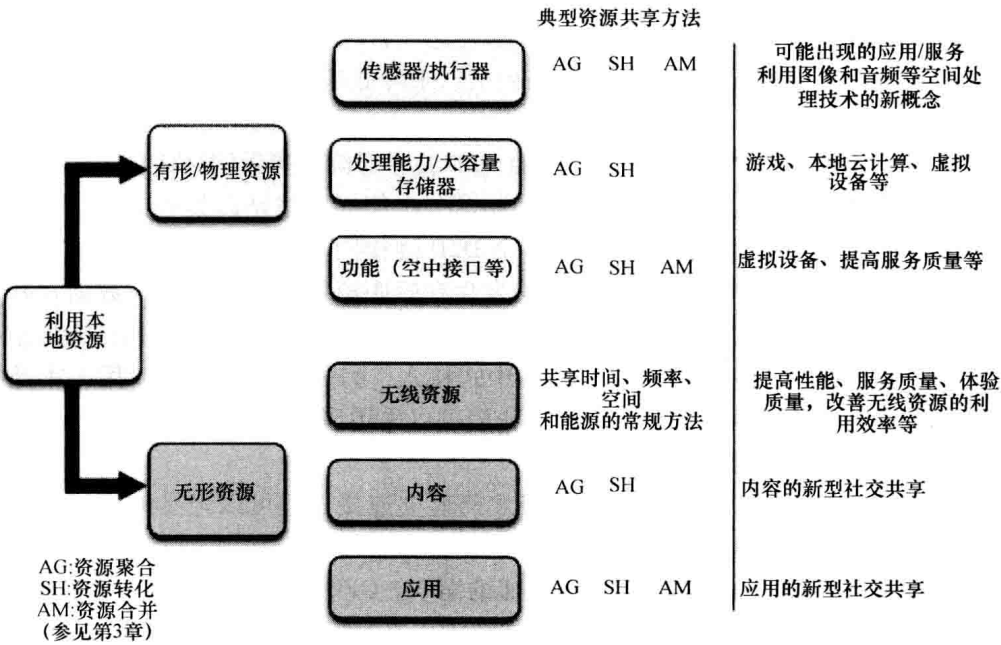 典型资源共享方法
传感器/执行器
AG SH AM
可能出现的应用/服务
利用图像和音频等空间处
理技术的新概念
有形/物理资源
处理能力/大容量
存储器
AG SH
游戏、本地云计算、虚拟
设备等
功能（空中接口等）
AG SH AM
虚拟设备、提高服务质量等
利用本
地资源
无线资源
共享时间、频率、
空间
和能源的常规方法
提高性能、服务质量、体验
质量，改善无线资源的利
用效率等
无形资源
内容
AG SH
内容的新型社交共享
应用
AG SH AM
应用的新型社交共享
AG:资源聚合
SH:资源转化
AM:资源合并
(参见第3章)